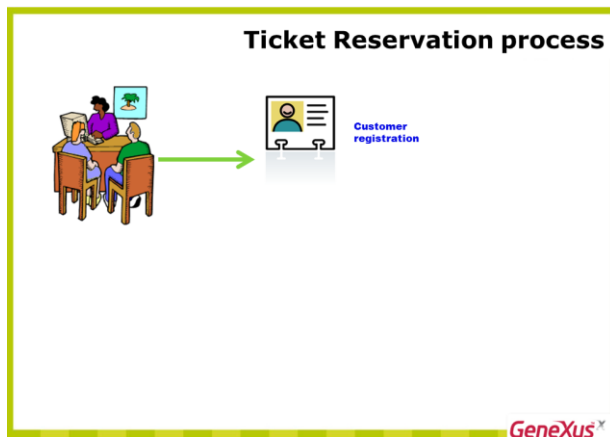 Ticket Reservation process
Customer
registration
GeneXus X